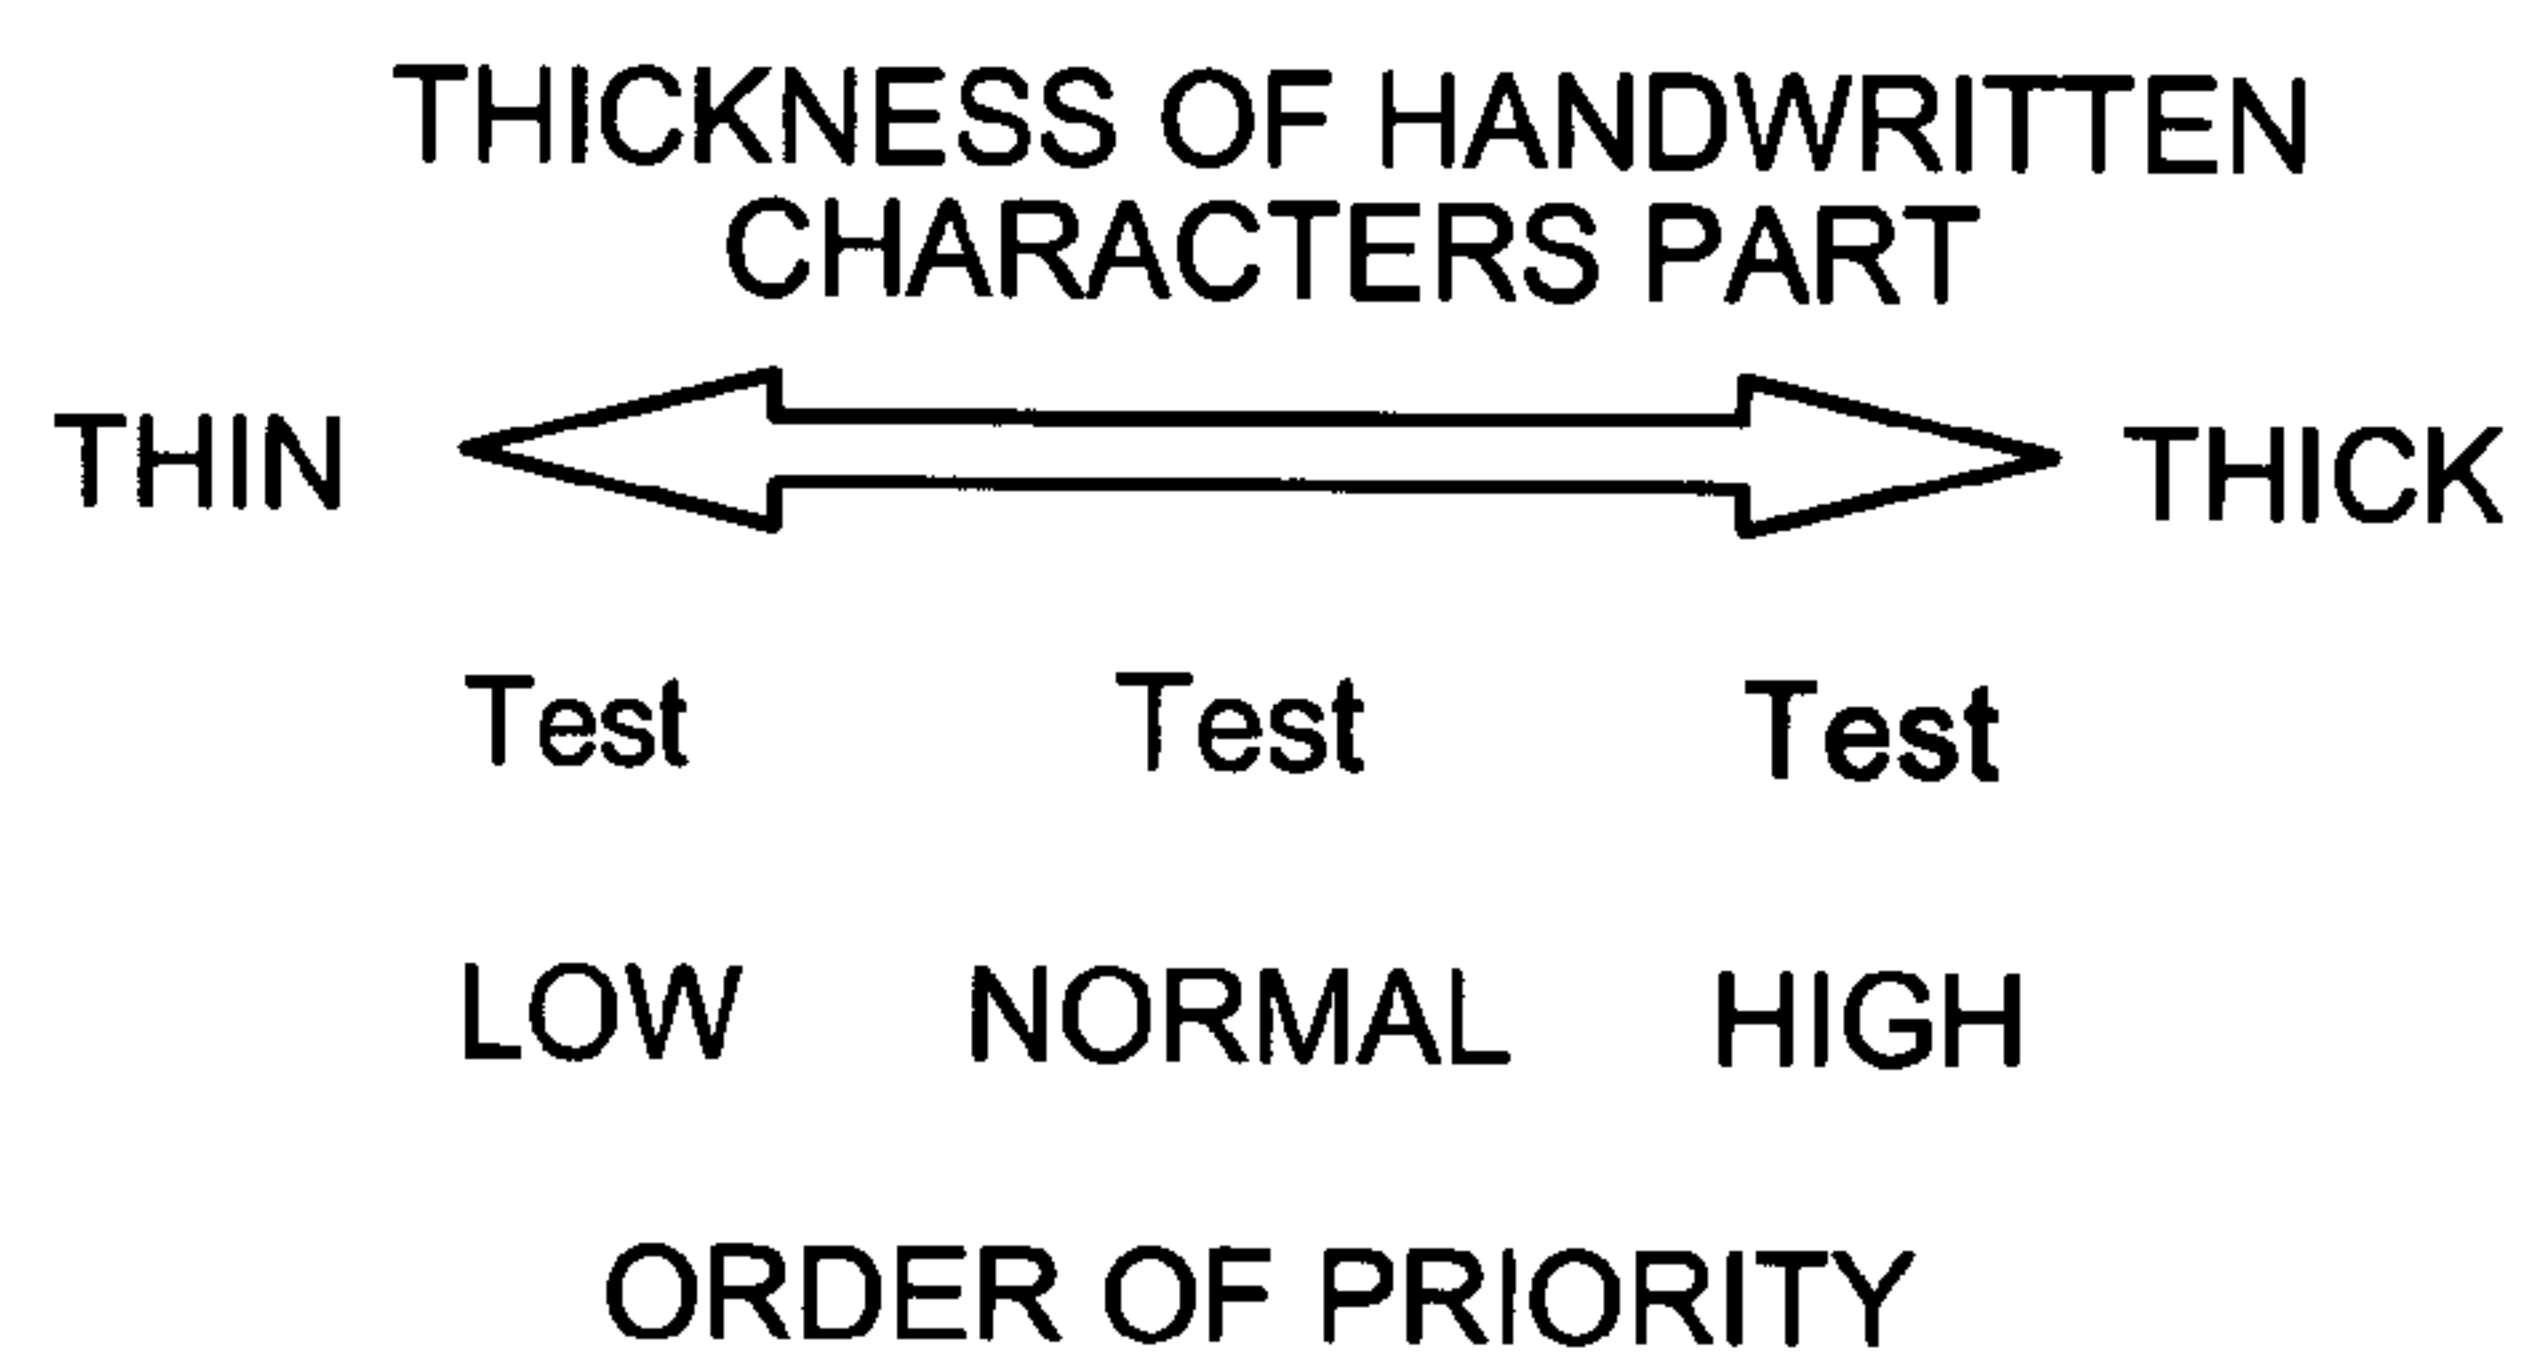 THICKNESS OF HANDWRITTEN
CHARACTERS PART
THIN THICK
Test Test Test
LOW NORMAL HIGH
ORDER OF PRIORITY